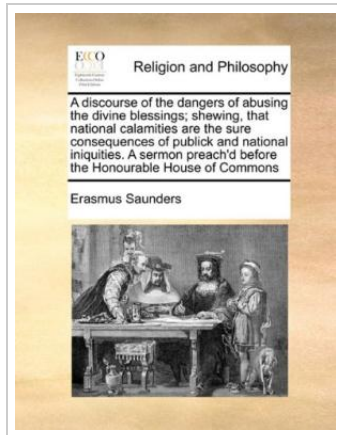 ECCO
Religion and Philosophy
A discourse of the dangers of abusing
the divine blessings; shewing, that
national calamities are the sure
consequences of publick and national
iniquities. A sermon preach'd before
the Honourable House of Commons
Erasmus Saunders